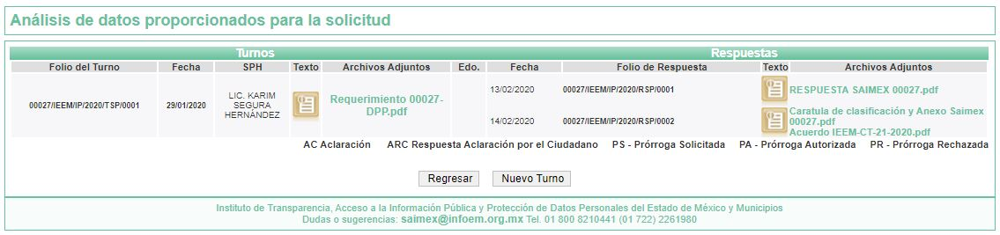 Análisis de datos proporcionados para la solicitud
Turnos Respuestas
Folio del Turno Fecha SPH Texto Archivos Adjuntos Edo. Fecha Folio de Respuesta Texto Archivos Adjuntos
00027/IEEM/IP/2020/TSP/0001 29/01/2020
LIC. KARIM
SEGURA
HERNÁNDEZ
Requerimiento 00027-
DPP.pdf
13/02/2020 00027/IEEM/IP/2020/RSP/0001 RESPUESTA SAIMEX 00027.pdf
14/02/2020 00027/IEEM/IP/2020/RSP/0002
Caratula de clasificación y Anexo Saimex
00027.pdf
Acuerdo IEEM-CT-21-2020.pdf
AC Aclaración ARC Respuesta Aclaración por el Ciudadano PS - Prórroga Solicitada PA - Prórroga Autorizada PR - Prórroga Rechazada
Regresar Nuevo Turno
Instituto de Transparencia, Acceso a la Información Pública y Protección de Datos Personales del Estado de México y Municipios
Dudas o sugerencias: saimex@infoem.org.mx Tel. 01 800 8210441 (01 722) 2261980